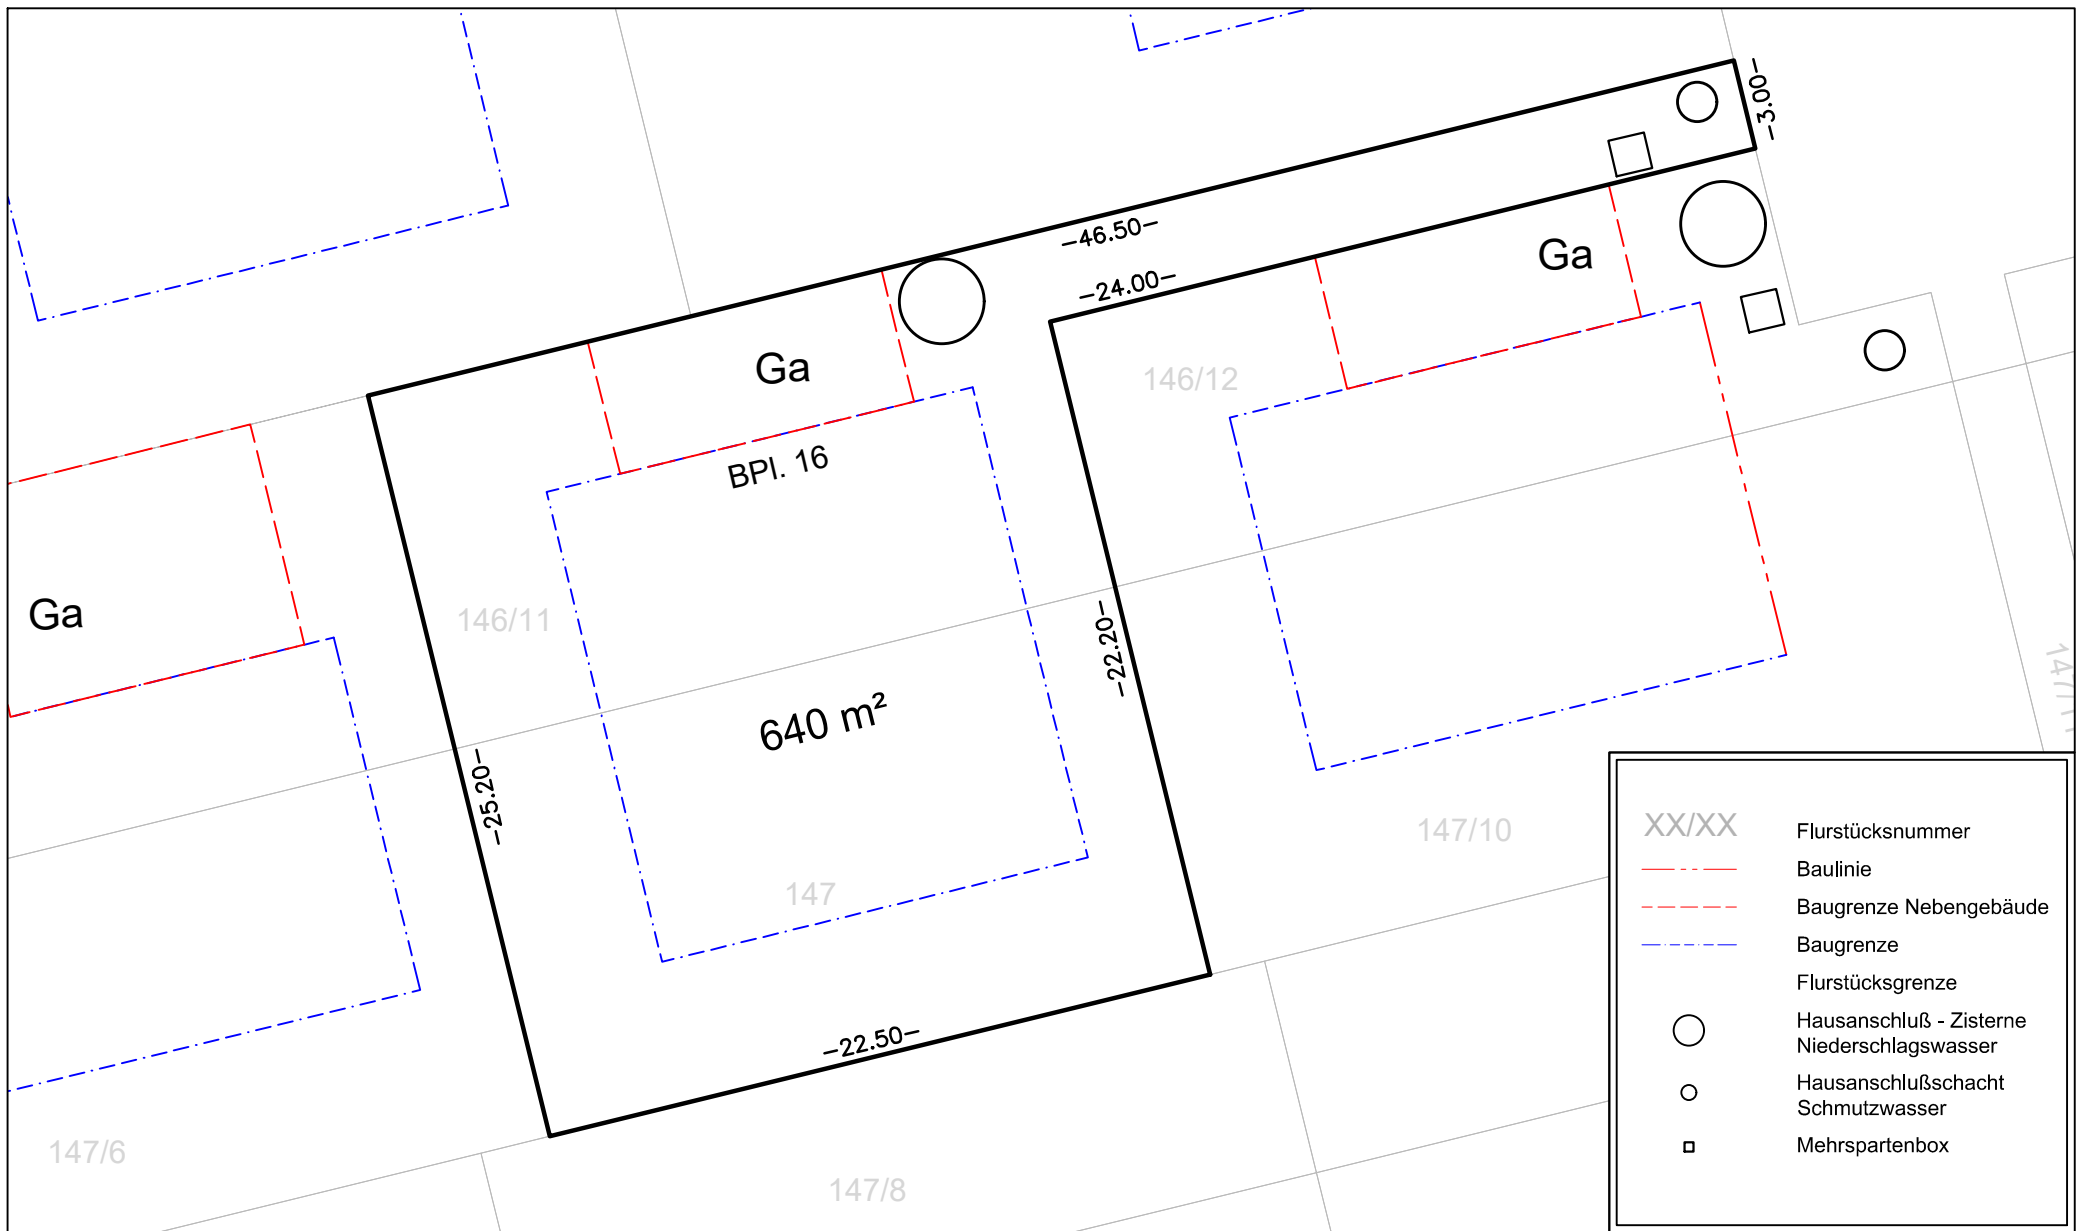 -3.00-
-46.50-
Ga
-24.00-
Ga
146/12
BPl. 16
Ga
146/11
-22.20-
640 m²
-25.20-
147/10
147
-22.50-
147/6
147/8
XX/XX Flurstücksnummer
Baulinie
Baugrenze Nebengebäude
Baugrenze
Flurstücksgrenze
Hausanschluß - Zisterne
Niederschlagswasser
Hausanschlußschacht
Schmutzwasser
Mehrspartenbox